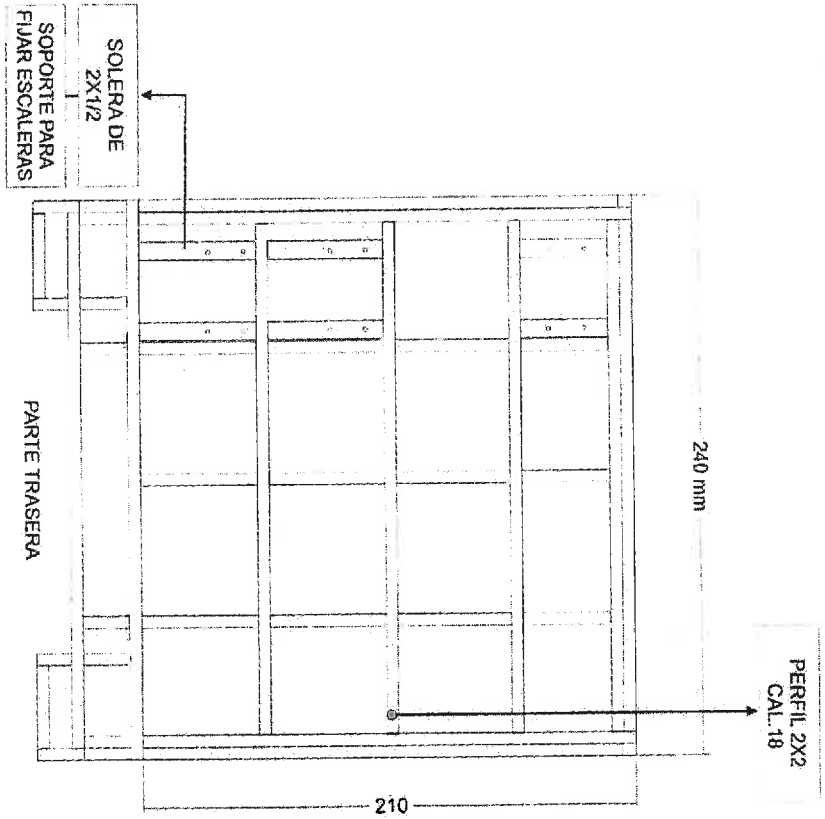 SOPORTE PARA
FIJAR ESCALERAS
SOLERA DE
2X1/2
PARTE TRASERA
240 mm
PERFIL 2X2
CAL. 18
210